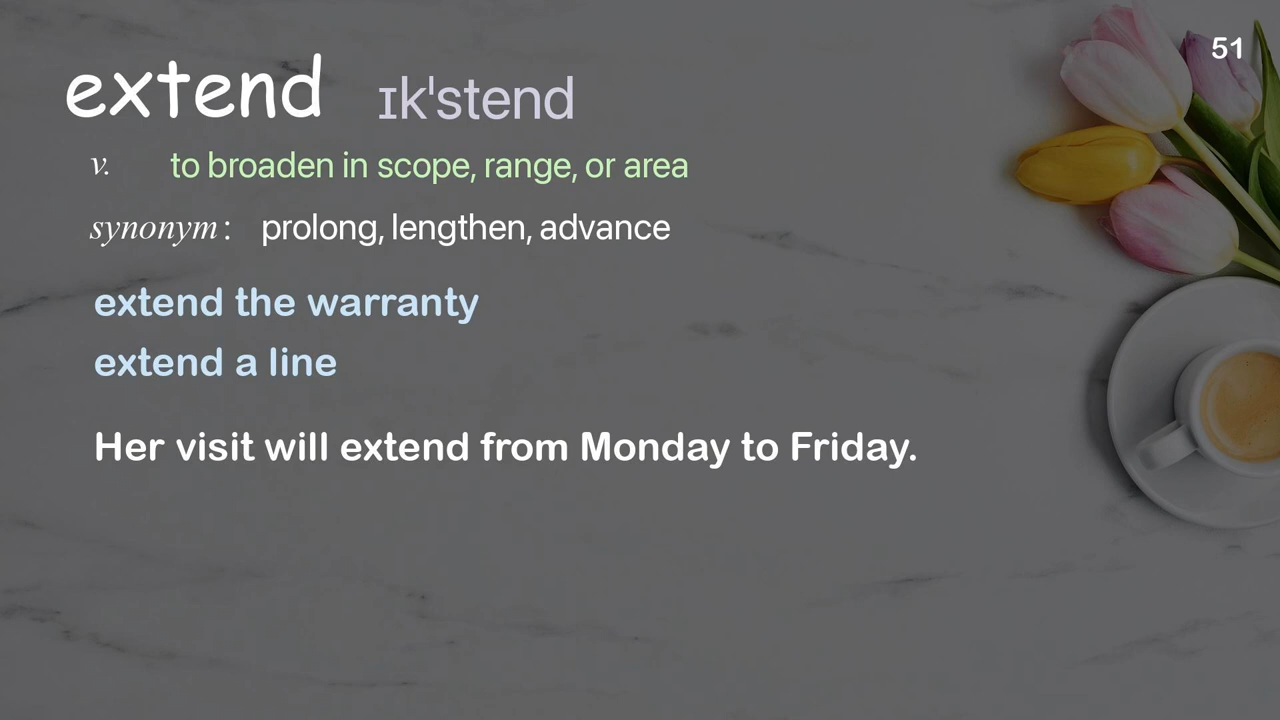 51
extend ɪk'stend
v. to broaden in scope, range, or area
synonym : prolong, lengthen, advance
extend the warranty
extend a line
Her visit will extend from Monday to Friday.